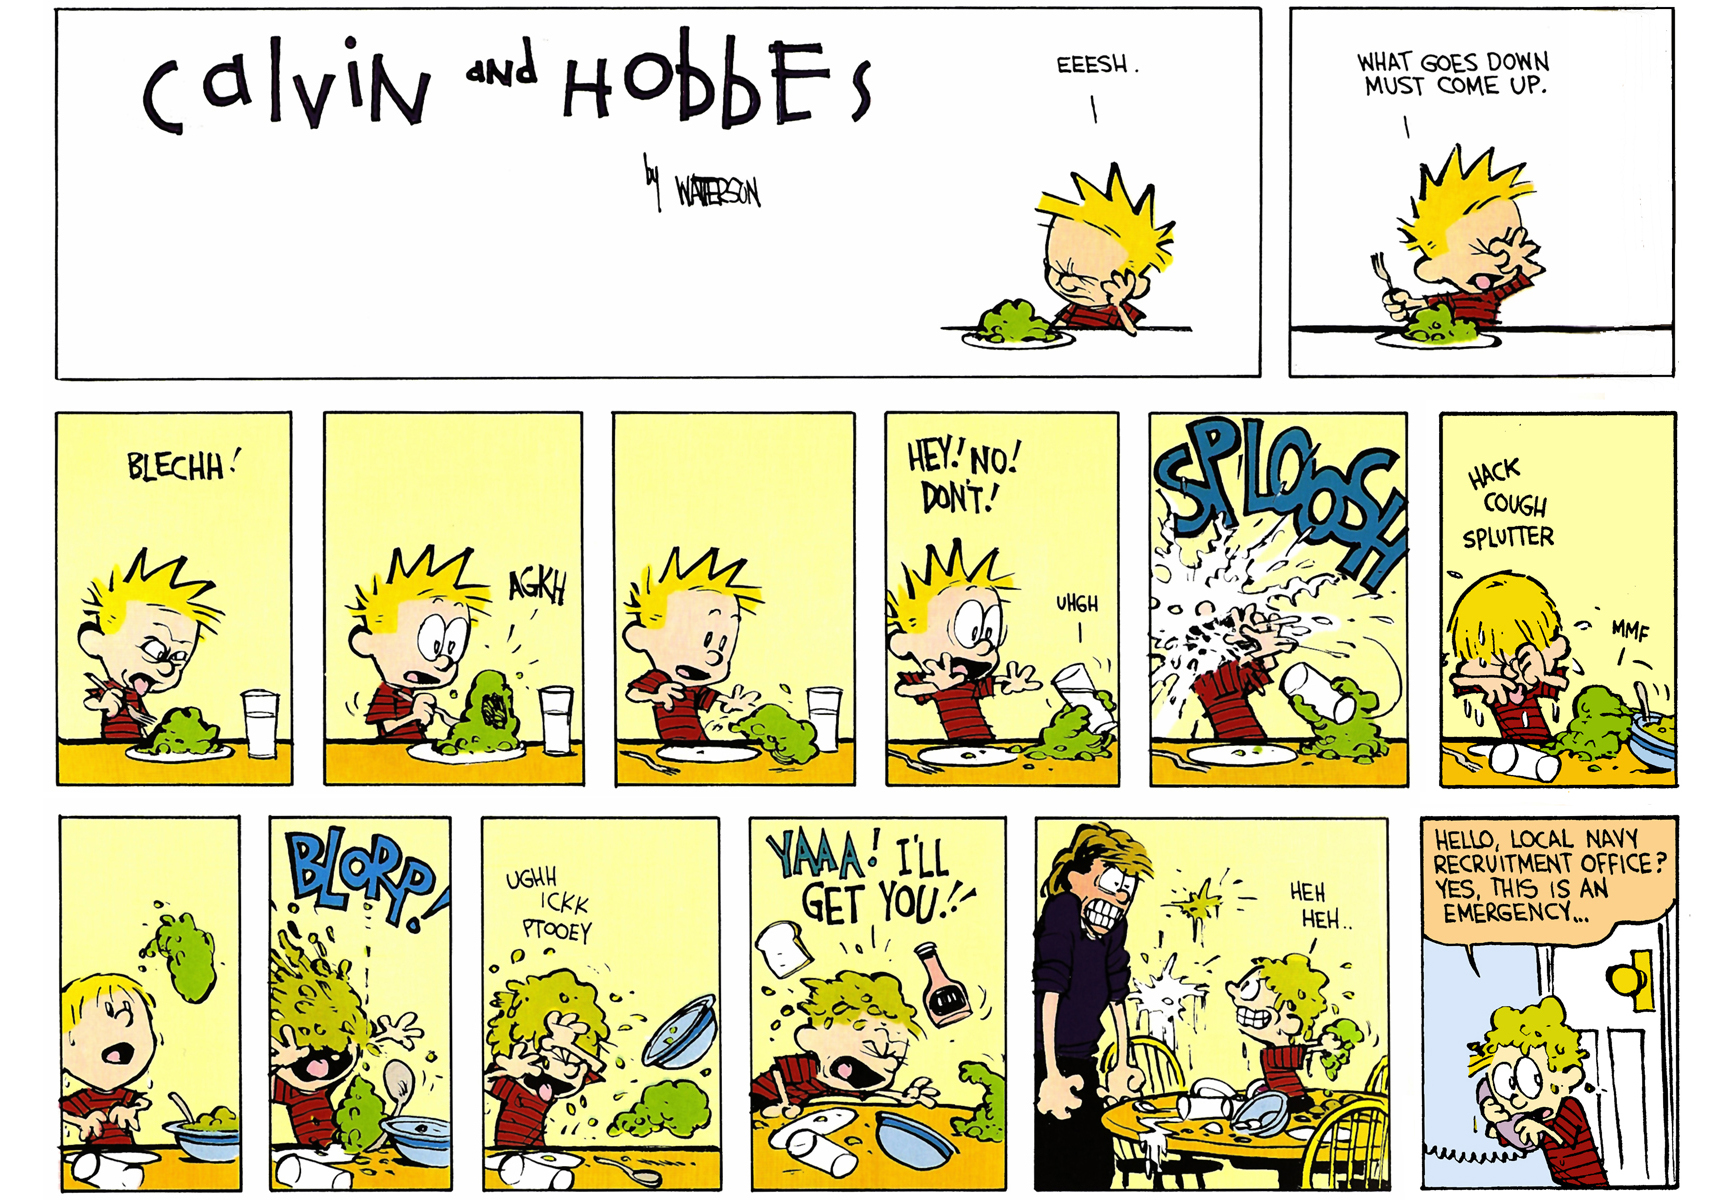 Calvin and Hobbes
by WATTERSON
EEESH.
WHAT GOES DOWN
MUST COME UP.
BLECHH!
AGKH
HEY! NO!
DON'T!
UHGH
SPLOOSH
HACK
COUGH
SPLUTTER
MMF
BLORP!
UGHH
ICKK
PTOOEY
YAAA! I'LL
GET YOU!!
HEH
HEH..
HELLO, LOCAL NAVY
RECRUITMENT OFFICE?
YES, THIS IS AN
EMERGENCY...